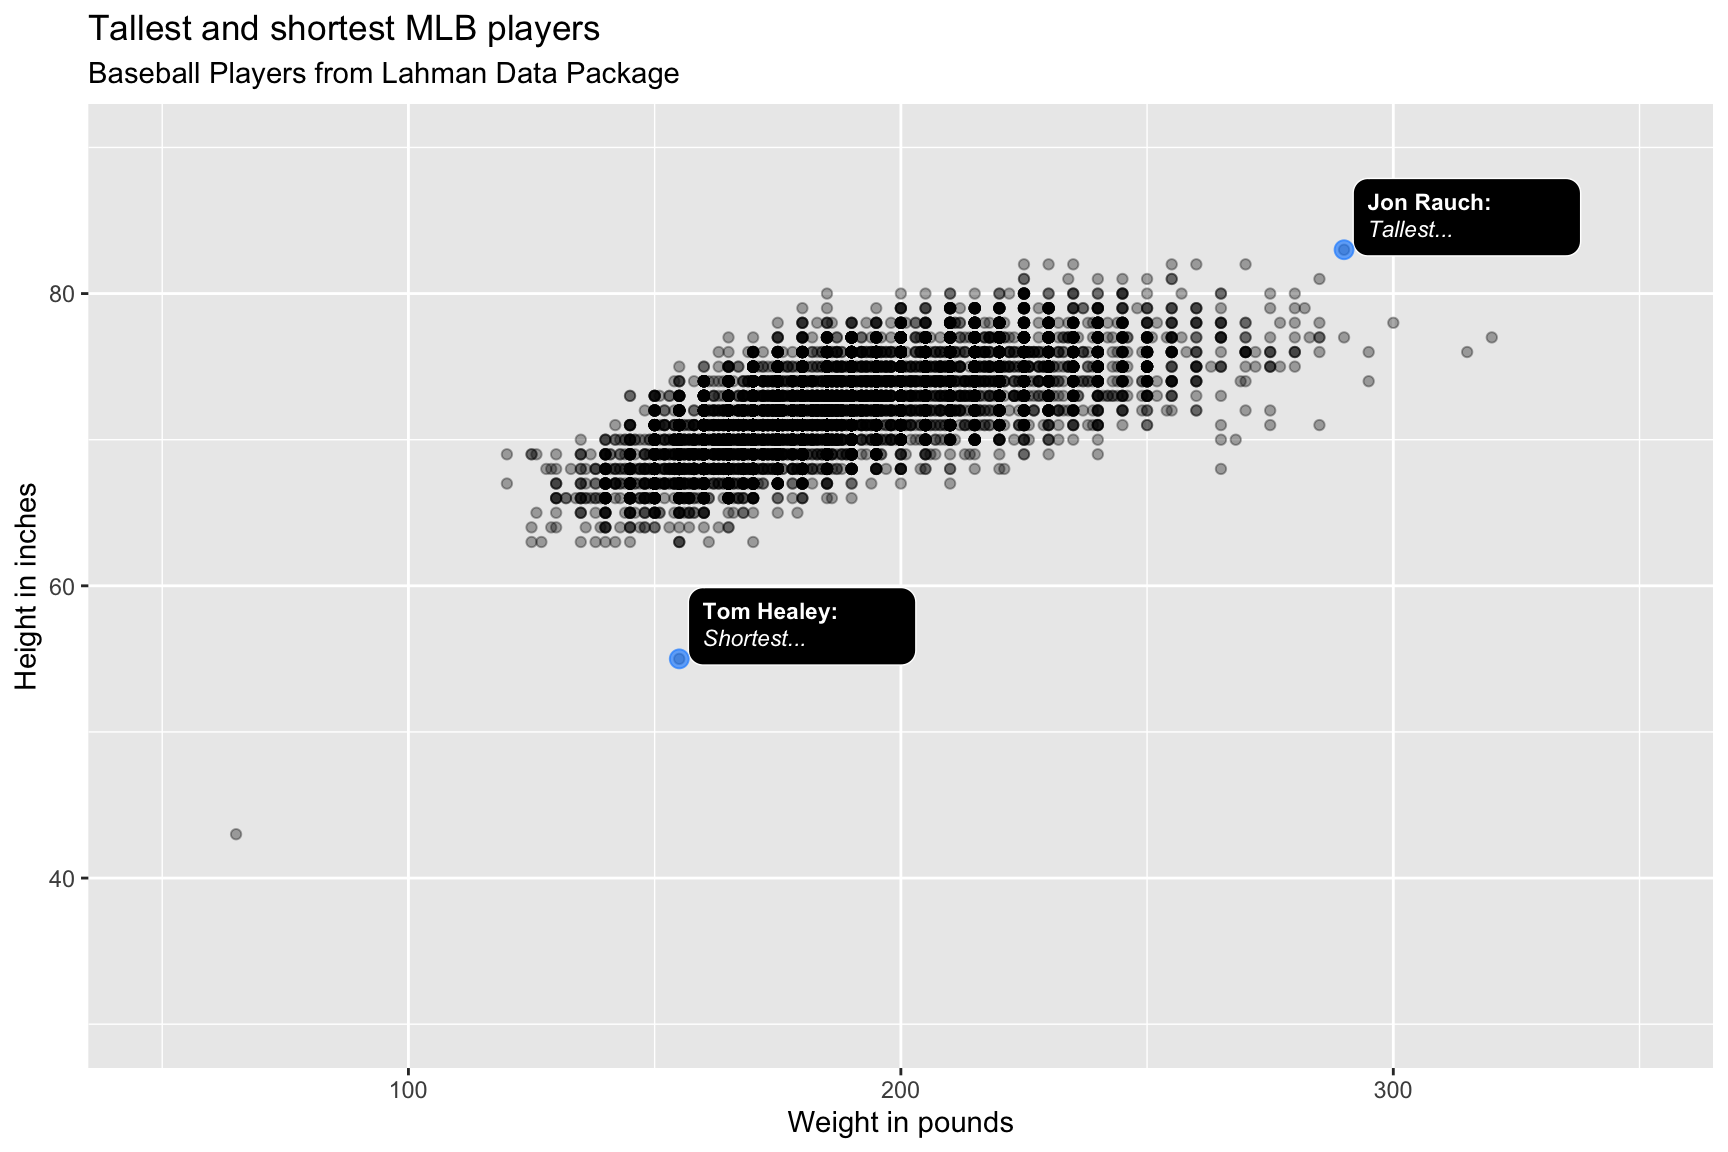 Tallest and shortest MLB players
Baseball Players from Lahman Data Package
Jon Rauch:
Tallest...
80
Height in inches
60
Tom Healey:
Shortest...
40
100
200
300
Weight in pounds